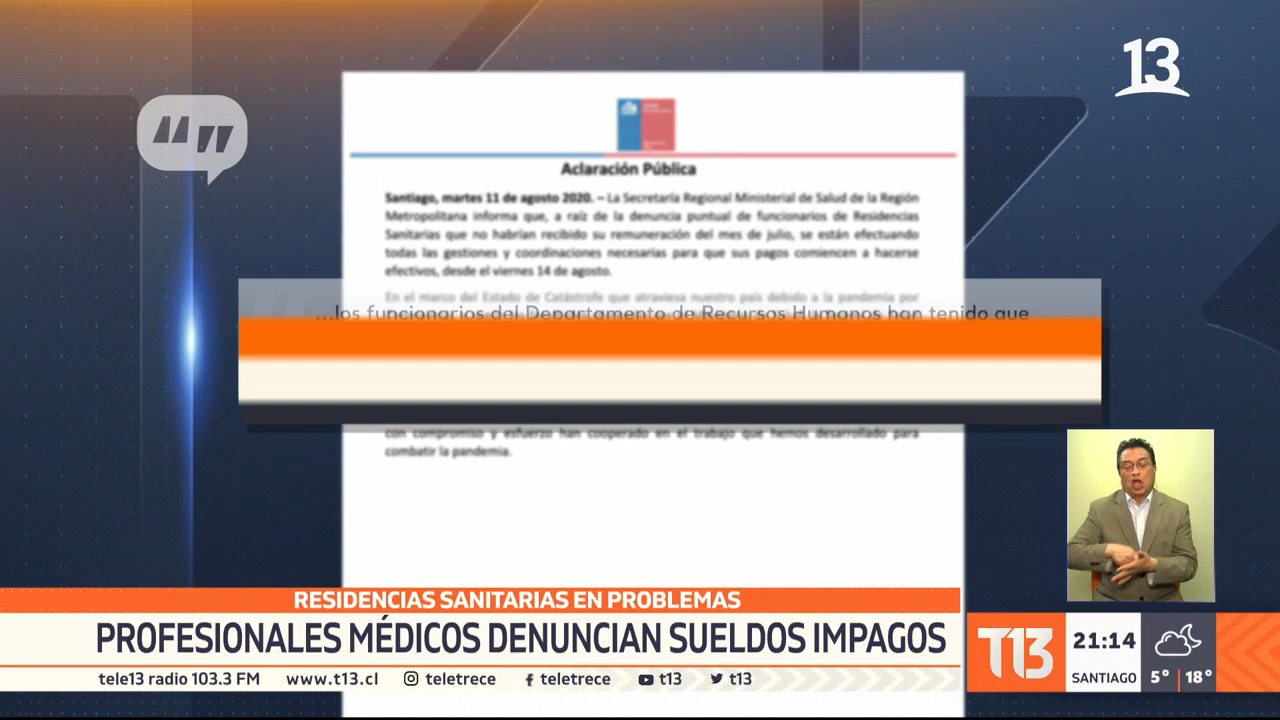 13
Aclaración Pública
Santiago, martes 11 de agosto 2020. – La Secretaría Regional Ministerial de Salud de la Región
Metropolitana informa que, a raíz de la denuncia puntual de funcionarios de Residencias
Sanitarias que no habrían recibido su remuneración del mes de julio, se están efectuando
todas las gestiones y coordinaciones necesarias para que sus pagos comiencen a hacerse
efectivos, desde el viernes 14 de agosto.
En el marco del Estado de Catástrofe que atraviesa nuestro país debido a la pandemia por
...los funcionarios del Departamento de Recursos Humanos han tenido que
con compromiso y esfuerzo han cooperado en el trabajo que hemos desarrollado para
combatir la pandemia.
RESIDENCIAS SANITARIAS EN PROBLEMAS
PROFESIONALES MÉDICOS DENUNCIAN SUELDOS IMPAGOS
tele13 radio 103.3 FM www.t13.cl teletrece teletrece t13 t13
T13 21:14
SANTIAGO 5° 18°